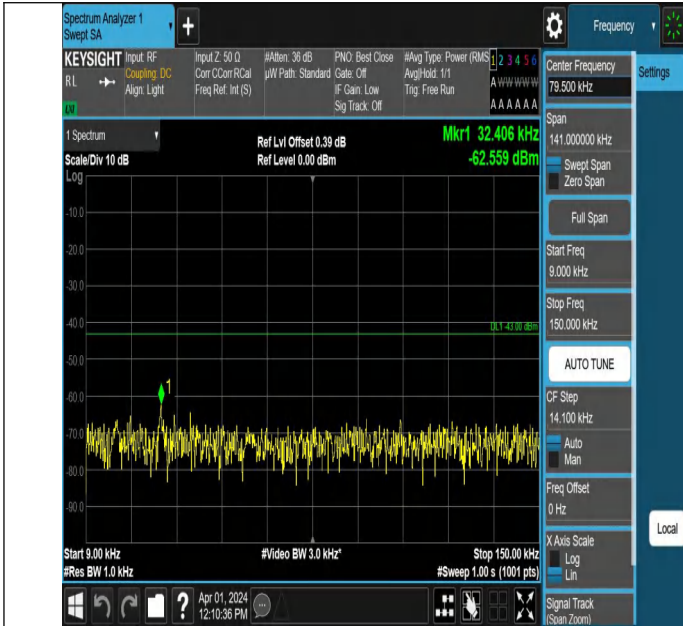 Spectrum Analyzer 1
Swept SA
+
Frequency
KEYSIGHT
RL
Input: RF
Coupling: DC
Align: Light
Input Z: 50 Ω
Corr CCorr RCal
Freq Ref: Int (S)
#Atten: 36 dB
µW Path: Standard
PNO: Best Close
Gate: Off
IF Gain: Low
Sig Track: Off
#Avg Type: Power (RMS
Avg|Hold: 1/1
Trig: Free Run
1 2 3 4 5 6
A W W W W W
A A A A A A
1 Spectrum
Scale/Div 10 dB
Log
Ref Lvl Offset 0.39 dB
Ref Level 0.00 dBm
Mkr1 32.406 kHz
-62.559 dBm
-10.0
-20.0
-30.0
-40.0
DL1 -43.00 dBm
-50.0
-60.0
1
-70.0
-80.0
-90.0
Start 9.00 kHz
#Res BW 1.0 kHz
#Video BW 3.0 kHz*
Stop 150.00 kHz
#Sweep 1.00 s (1001 pts)
?
Apr 01, 2024
12:10:36 PM
Center Frequency
79.500 kHz
Settings
Span
141.000000 kHz
Swept Span
Zero Span
Full Span
Start Freq
9.000 kHz
Stop Freq
150.000 kHz
AUTO TUNE
CF Step
14.100 kHz
Auto
Man
Freq Offset
0 Hz
Local
X Axis Scale
Log
Lin
Signal Track
(Span Zoom)